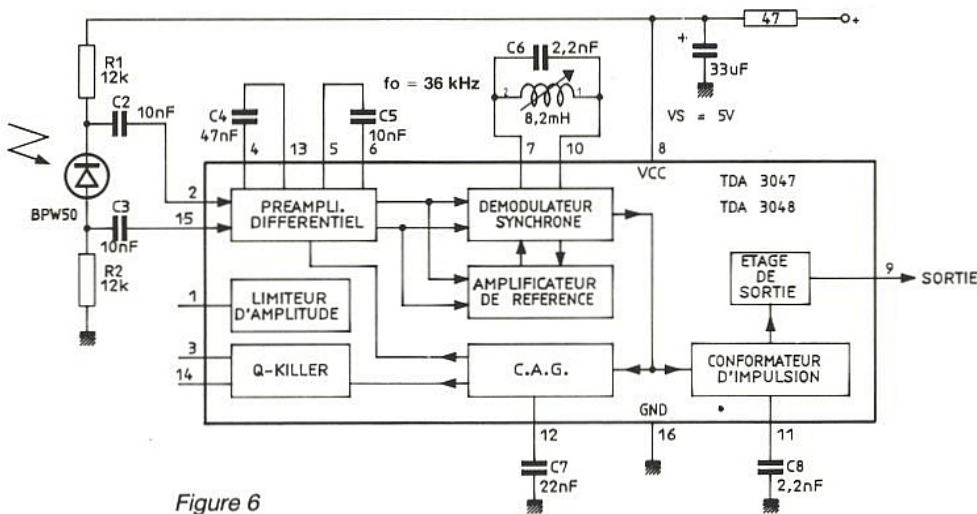 47
+
+
33uF
VS = 5V
R1
12k
C2
10nF
C4
47nF
C5
10nF
fo = 36 kHz
C6
2,2nF
2
1
8,2mH
4
13
5
6
7
10
8
VCC
TDA 3047
TDA 3048
BPW50
2
15
C3
10nF
R2
12k
PREAMPLI.
DIFFERENTIEL
DEMODULATEUR
SYNCHRONE
AMPLIFICATEUR
DE REFERENCE
ETAGE
DE
SORTIE
9
SORTIE
1
LIMITEUR
D'AMPLITUDE
3
14
Q-KILLER
C.A.G.
CONFORMATEUR
D'IMPULSION
GND
12
16
11
C7
22nF
C8
2,2nF
Figure 6